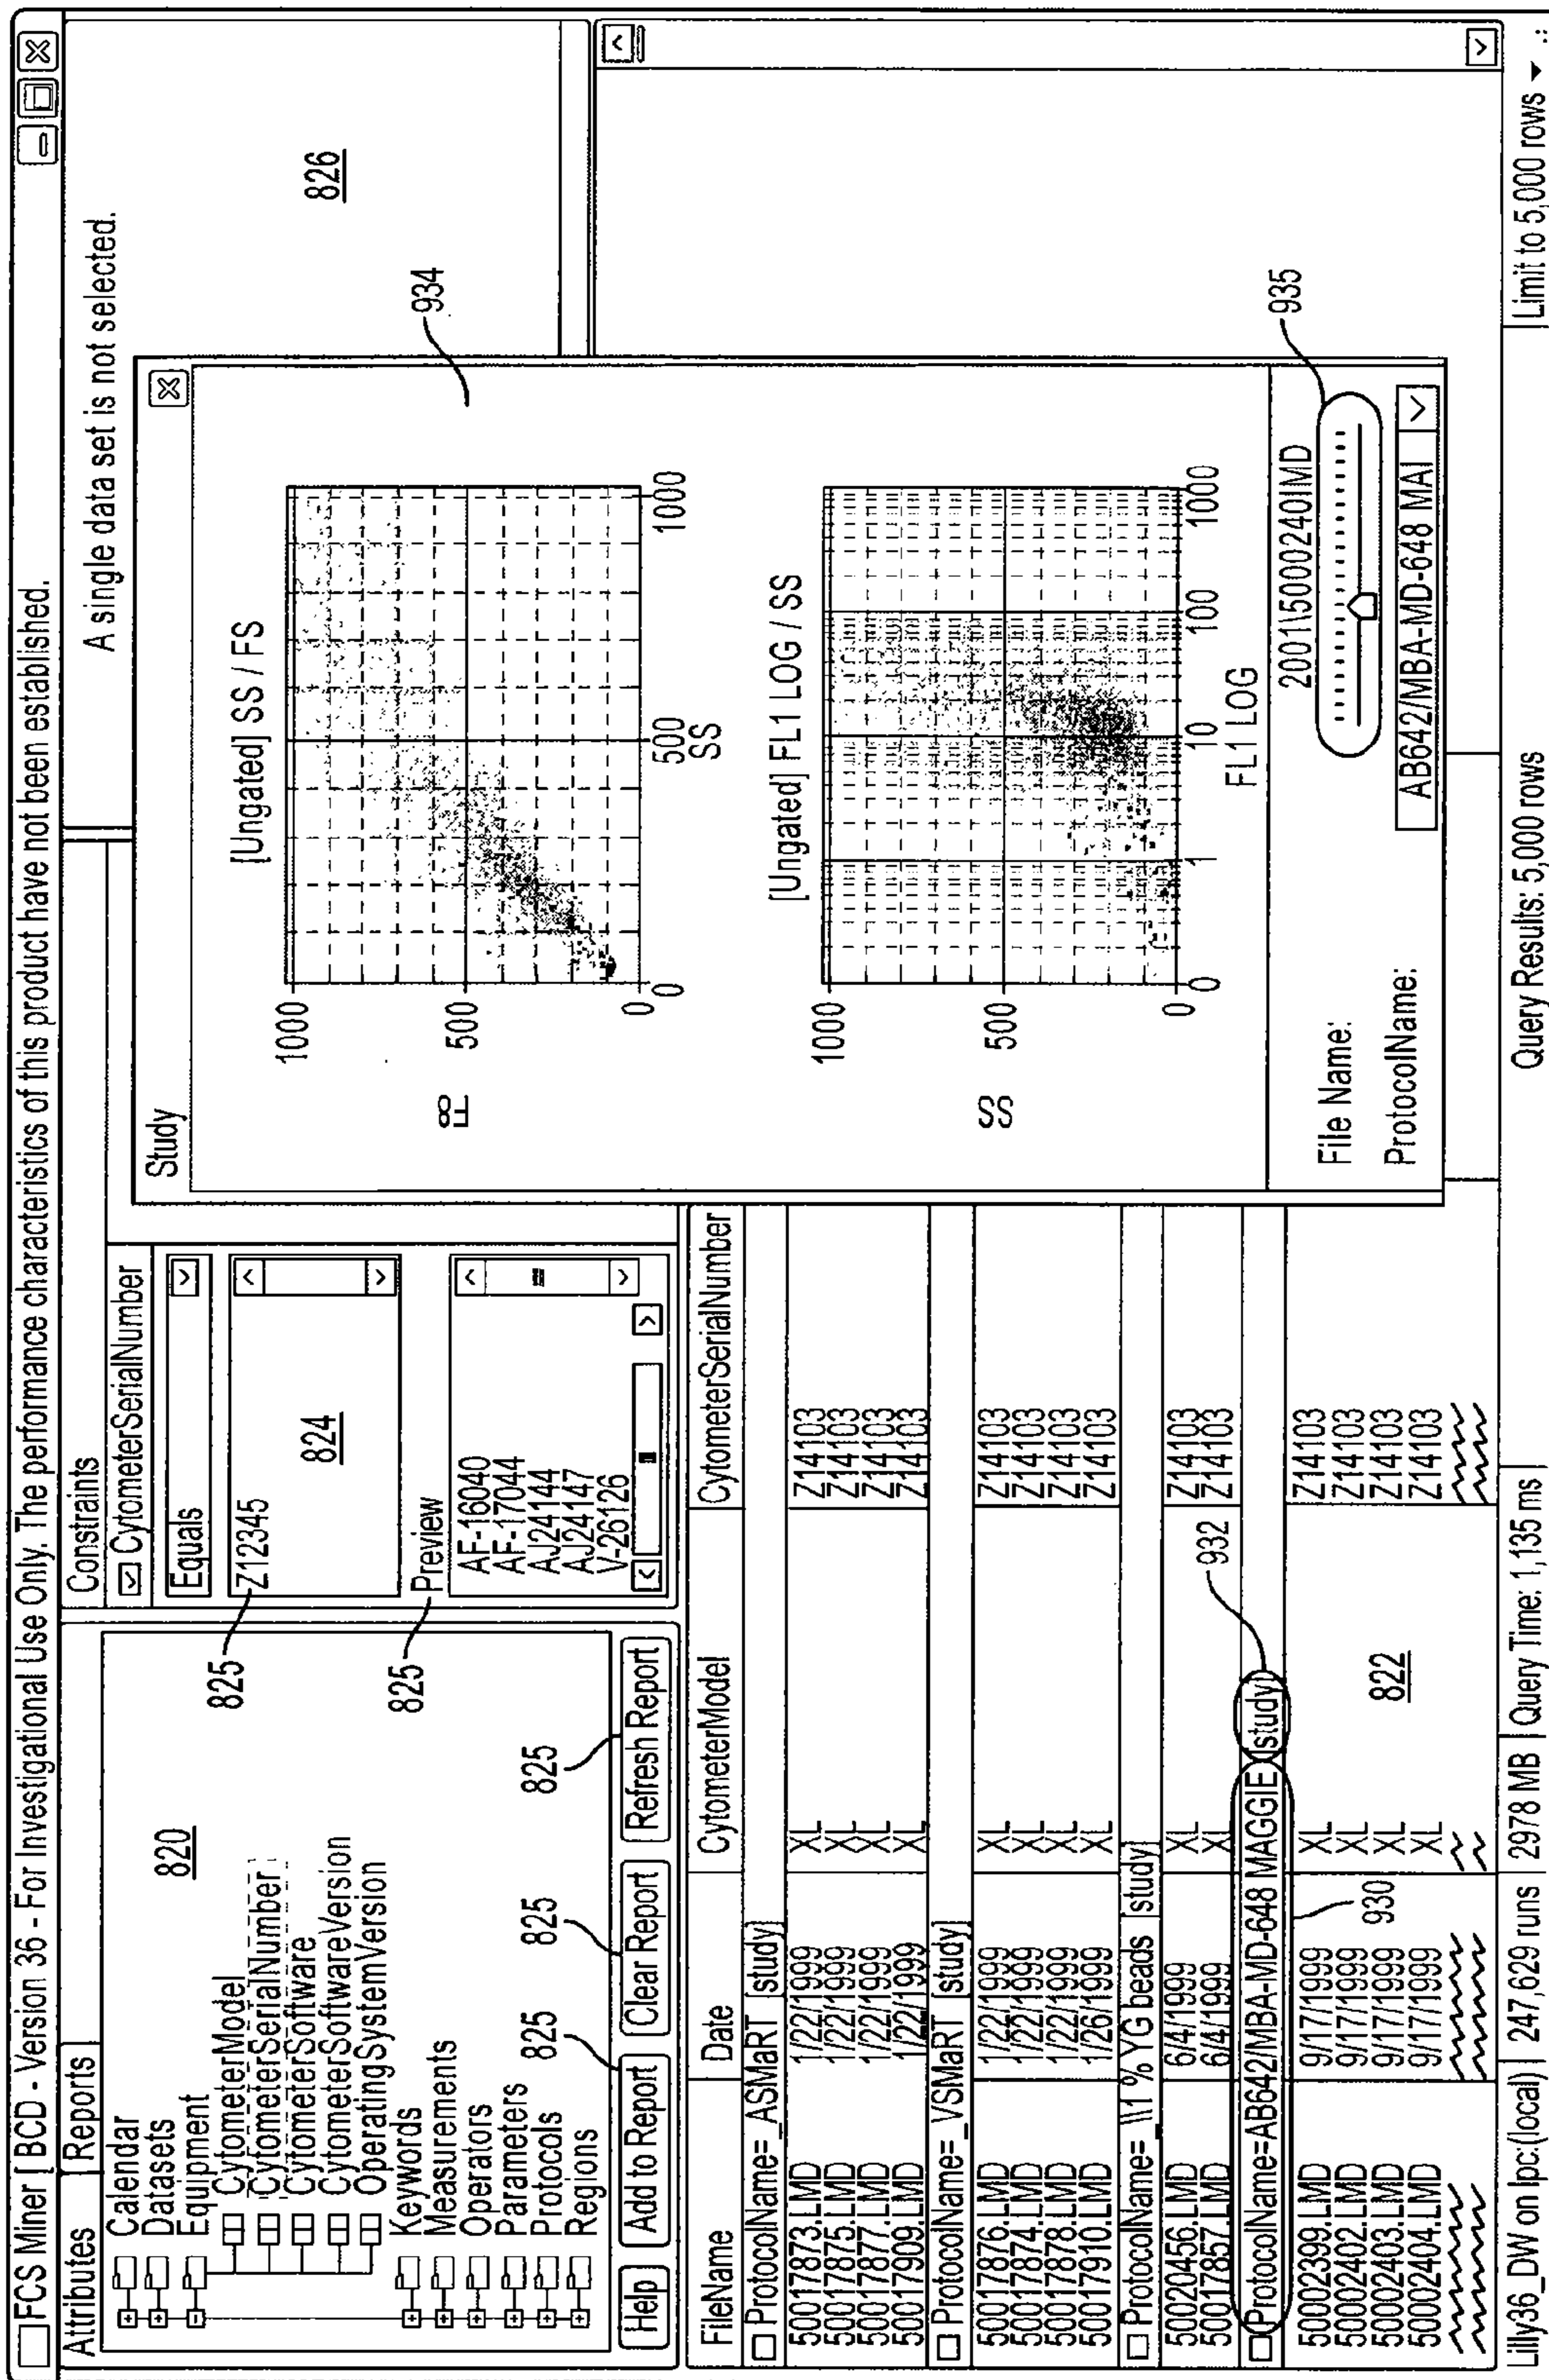 FCS Miner [ BCD - Version 36 - For Investigational Use Only. The performance characteristics of this product have not been established.
Attributes
Reports
Calendar
Datasets
Equipment
CytometerModel
CytometerSerialNumber
CytometerSoftware
CytometerSoftwareVersion
OperatingSystemVersion
Keywords
Measurements
Operators
Parameters
Protocols
Regions
820
825
825
825
Help
Add to Report
Clear Report
Refresh Report
Constraints
CytometerSerialNumber
Equals
825
Z12345
824
825
Preview
AF-16040
AF-17044
AJ24144
AJ24147
V-26126
A single data set is not selected.
826
FileName Date CytometerModel CytometerSerialNumber
ProtocolName=_ASMaRT [study]
50017873.LMD 1/22/1999 XL Z14103
50017875.LMD 1/22/1999 XL Z14103
50017877.LMD 1/22/1999 XL Z14103
50017909.LMD 1/22/1999 XL Z14103
ProtocolName=_VSMaRT [study]
50017876.LMD 1/22/1999 XL Z14103
50017874.LMD 1/22/1999 XL Z14103
50017878.LMD 1/22/1999 XL Z14103
50017910.LMD 1/26/1999 XL Z14103
ProtocolName=_\\1 % YG beads [study]
50020456.LMD 6/4/1999 XL Z14103
50017857.LMD 6/4/1999 XL Z14103
932
ProtocolName=AB642/MBA-MD-648 MAGGIE [study]
50002399.LMD 9/17/1999 XL Z14103
50002402.LMD 9/17/1999 XL Z14103
50002403.LMD 9/17/1999 XL Z14103
50002404.LMD 9/17/1999 XL Z14103
930
822
Study
934
[Ungated] SS / FS
1000
500
0
F8
0 500 1000
SS
[Ungated] FL1 LOG / SS
1000
500
0
SS
0 1 10 100 1000
FL1 LOG
File Name: 2001\5000240IMD
935
ProtocolName: AB642/MBA-MD-648 MAI
Lilly36_DW on lpc:(local) 247,629 runs 2978 MB Query Time: 1,135 ms Query Results: 5,000 rows Limit to 5,000 rows